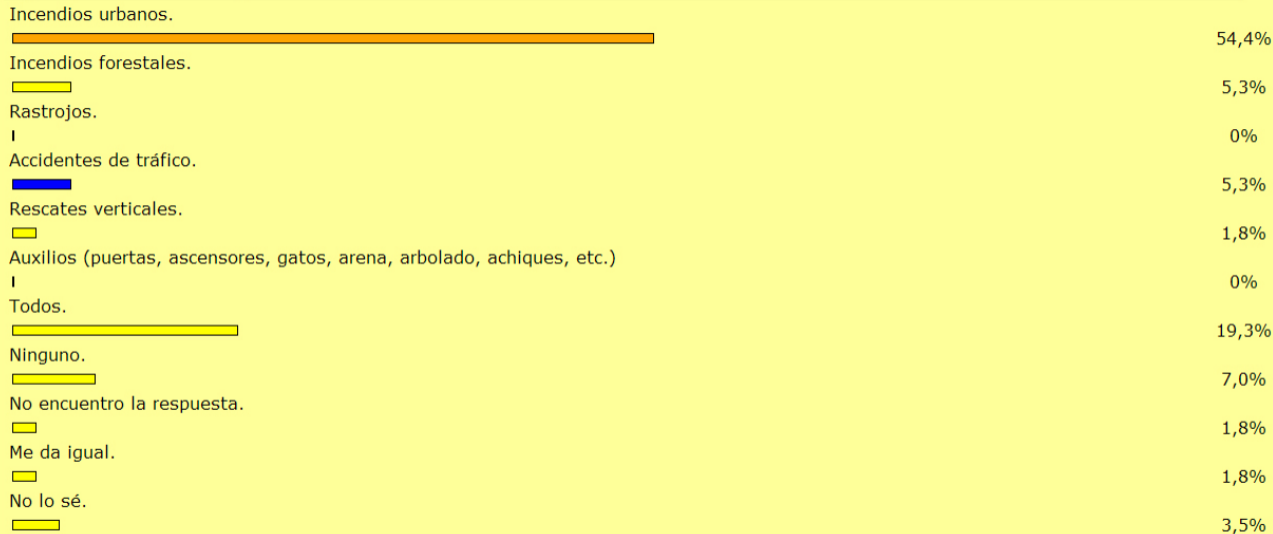 Incendios urbanos.
54,4%
Incendios forestales.
5,3%
Rastrojos.
0%
Accidentes de tráfico.
5,3%
Rescates verticales.
1,8%
Auxilios (puertas, ascensores, gatos, arena, arbolado, achiques, etc.)
0%
Todos.
19,3%
Ninguno.
7,0%
No encuentro la respuesta.
1,8%
Me da igual.
1,8%
No lo sé.
3,5%